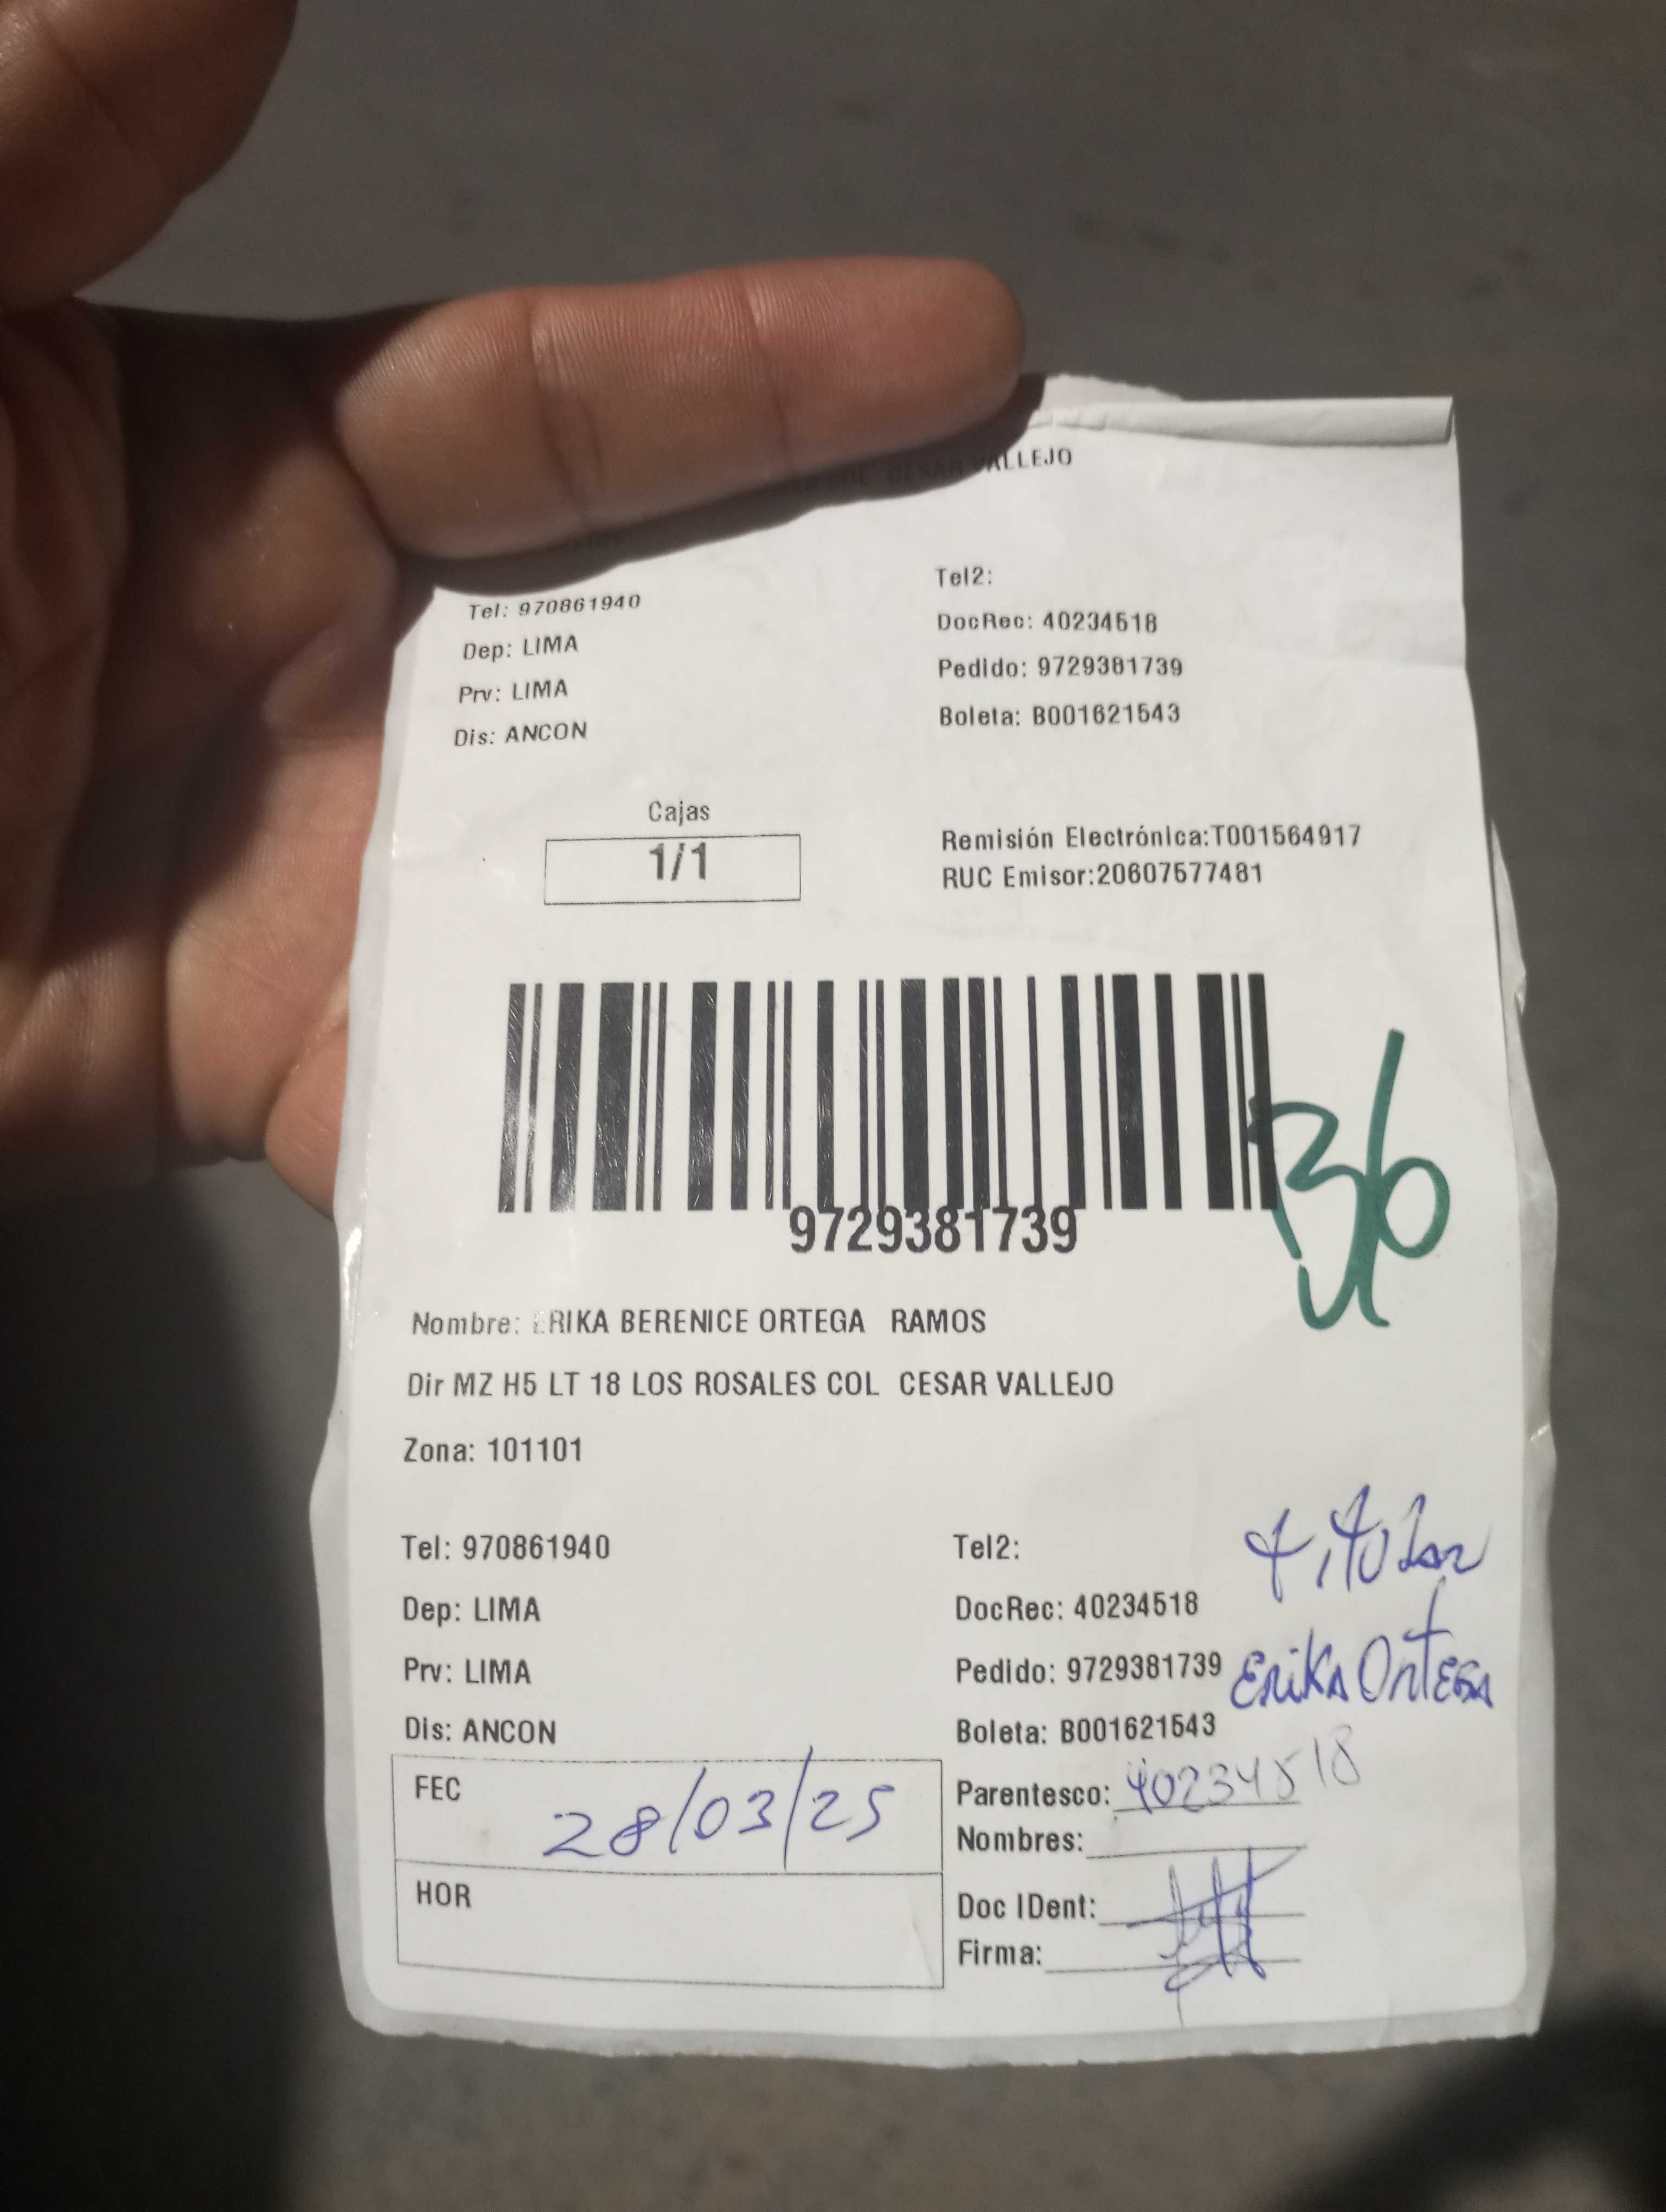 COL CESAR VALLEJO
Tel: 970861940
Tel2:
Dep: LIMA
DocRec: 40234518
Prv: LIMA
Pedido: 9729381739
Dis: ANCON
Boleta: B001621543
Cajas
1/1
Remisión Electrónica:T001564917
RUC Emisor:20607577481
9729381739
36
Nombre: ERIKA BERENICE ORTEGA RAMOS
Dir MZ H5 LT 18 LOS ROSALES COL CESAR VALLEJO
Zona: 101101
Tel: 970861940
Tel2:
titular
Dep: LIMA
DocRec: 40234518
Prv: LIMA
Pedido: 9729381739
Erika Ortega
Dis: ANCON
Boleta: B001621543
FEC
28/03/25
Parentesco: 40234518
Nombres:
HOR
Doc IDent:
Firma: